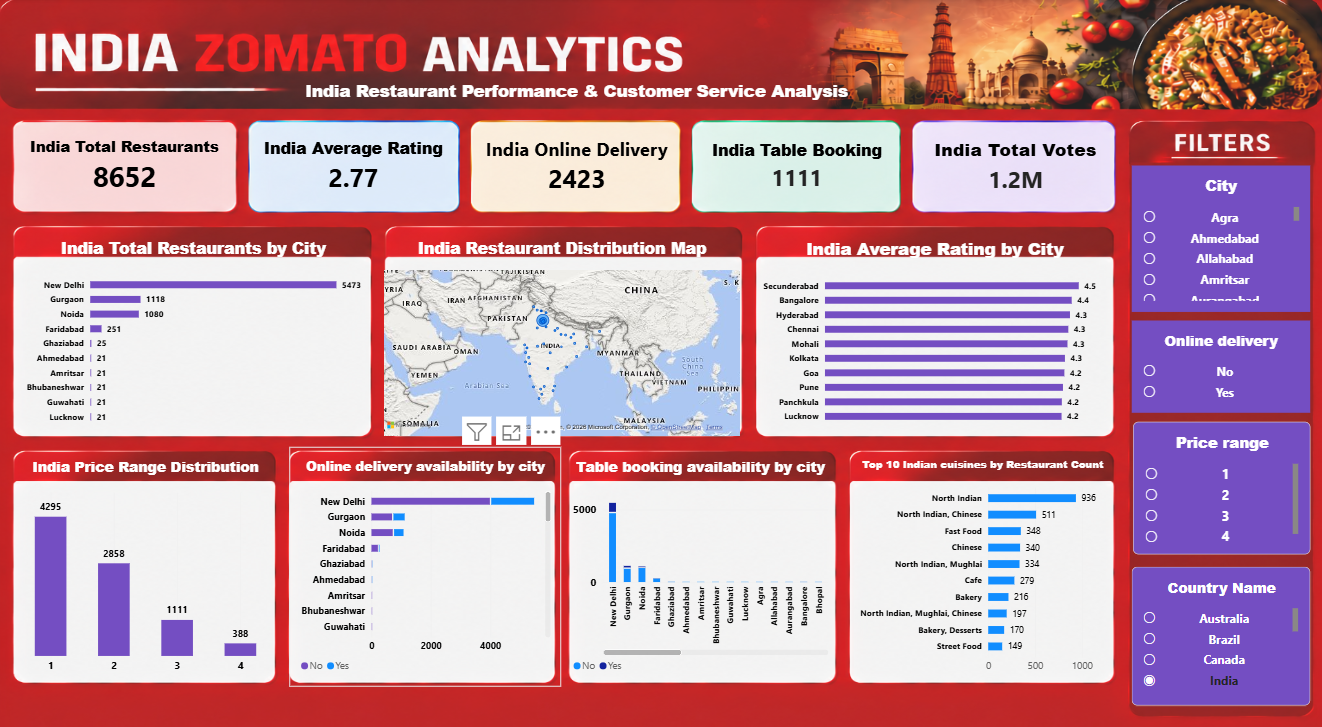 INDIA ZOMATO ANALYTICS
India Restaurant Performance & Customer Service Analysis
India Total Restaurants
8652
India Average Rating
2.77
India Online Delivery
2423
India Table Booking
1111
India Total Votes
1.2M
FILTERS
City
Agra
Ahmedabad
Allahabad
Amritsar
Aurangabad
Online delivery
No
Yes
Price range
1
2
3
4
Country Name
Australia
Brazil
Canada
India
India Total Restaurants by City
New Delhi 5473
Gurgaon 1118
Noida 1080
Faridabad 251
Ghaziabad 25
Ahmedabad 21
Amritsar 21
Bhubaneshwar 21
Guwahati 21
Lucknow 21
India Restaurant Distribution Map
TAJIKISTAN
CHINA
S. K
IRAQ
IRAN
AFGHANISTAN
PAKISTAN
SAUDI ARABIA
OMAN
INDIA
MYANMAR
YEMEN
Arabian Sea
THAILAND
South
China
Sea
VIETNAM
PHILIPPIN
SOMALIA
MALAYSIA
© 2026 Microsoft Corporation, © OpenStreetMap Terms
India Average Rating by City
Secunderabad 4.5
Bangalore 4.4
Hyderabad 4.3
Chennai 4.3
Mohali 4.3
Kolkata 4.3
Goa 4.2
Pune 4.2
Panchkula 4.2
Lucknow 4.2
India Price Range Distribution
4295
2858
1111
388
1 2 3 4
Online delivery availability by city
New Delhi
Gurgaon
Noida
Faridabad
Ghaziabad
Ahmedabad
Amritsar
Bhubaneshwar
Guwahati
0 2000 4000
No Yes
Table booking availability by city
5000
0
New Delhi
Gurgaon
Noida
Faridabad
Ghaziabad
Ahmedabad
Amritsar
Bhubaneshwar
Guwahati
Lucknow
Agra
Allahabad
Aurangabad
Bangalore
Bhopal
No Yes
Top 10 Indian cuisines by Restaurant Count
North Indian 936
North Indian, Chinese 511
Fast Food 348
Chinese 340
North Indian, Mughlai 334
Cafe 279
Bakery 216
North Indian, Mughlai, Chinese 197
Bakery, Desserts 170
Street Food 149
0 500 1000